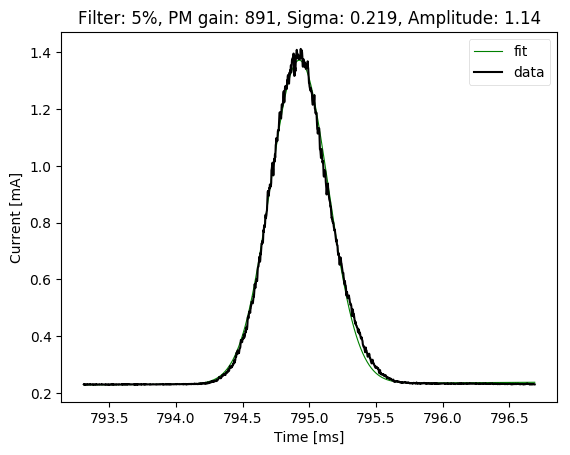 Filter: 5%, PM gain: 891, Sigma: 0.219, Amplitude: 1.14
fit
data
1.4
1.2
1.0
0.8
0.6
0.4
0.2
Current [mA]
793.5 794.0 794.5 795.0 795.5 796.0 796.5
Time [ms]